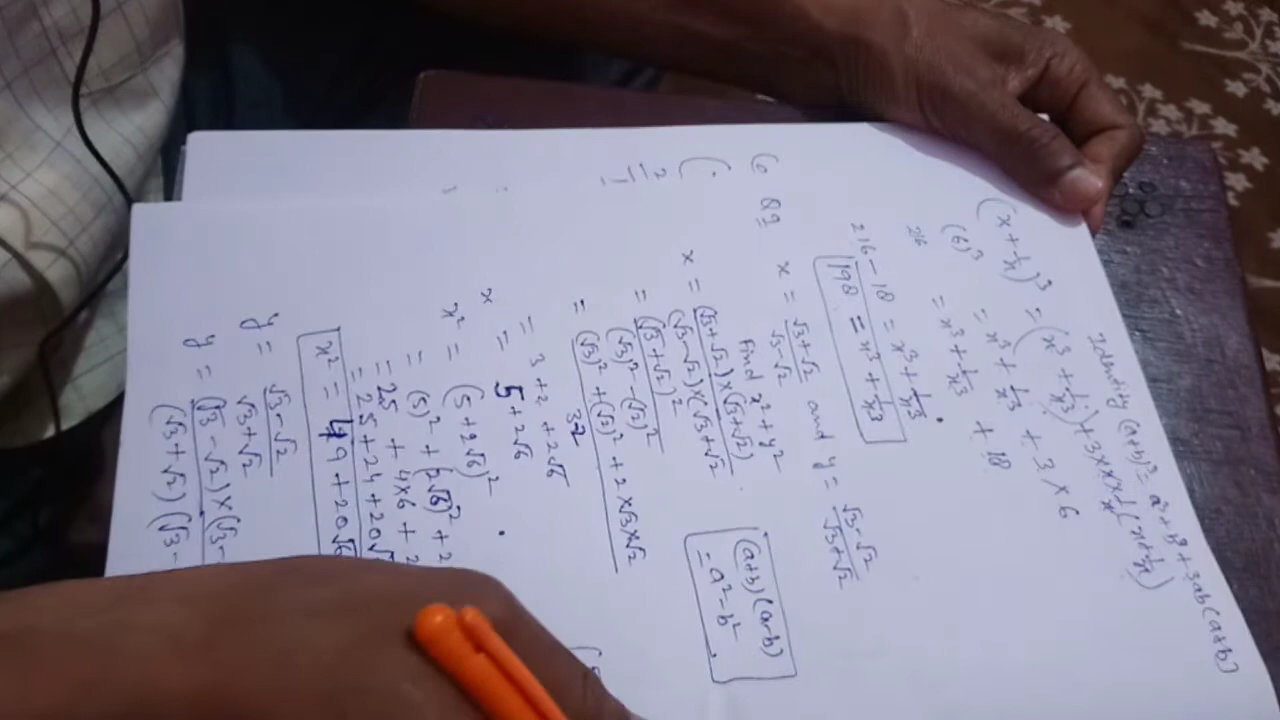 Identity (a+b)³ = a³ + b³ + 3ab(a+b)
(x + 1/x)³ = (x³ + 1/x³) + 3 × x × 1/x (x + 1/x)
(6)³ = x³ + 1/x³ + 3 × 6
216 = x³ + 1/x³ + 18
216 - 18 = x³ + 1/x³
198 = x³ + 1/x³
Q9 x = √3+√2 / √3-√2 and y = √3-√2 / √3+√2
Find x² + y²
x = (√3+√2) × (√3+√2) / (√3-√2) × (√3+√2)
(a+b)(a-b)
= a² - b²
= (√3+√2)² / (√3)² - (√2)²
= (√3)² + (√2)² + 2 × √3 × √2 / 3-2
= 3 + 2 + 2√6
x = 5 + 2√6
x² = (5 + 2√6)²
= (5)² + (2√6)² + 2
= 25 + 4×6 + 2
= 25 + 24 + 20√
x² = 49 + 20√6
y = √3-√2 / √3+√2
y = (√3-√2) × (√3- / (√3+√2) (√3-